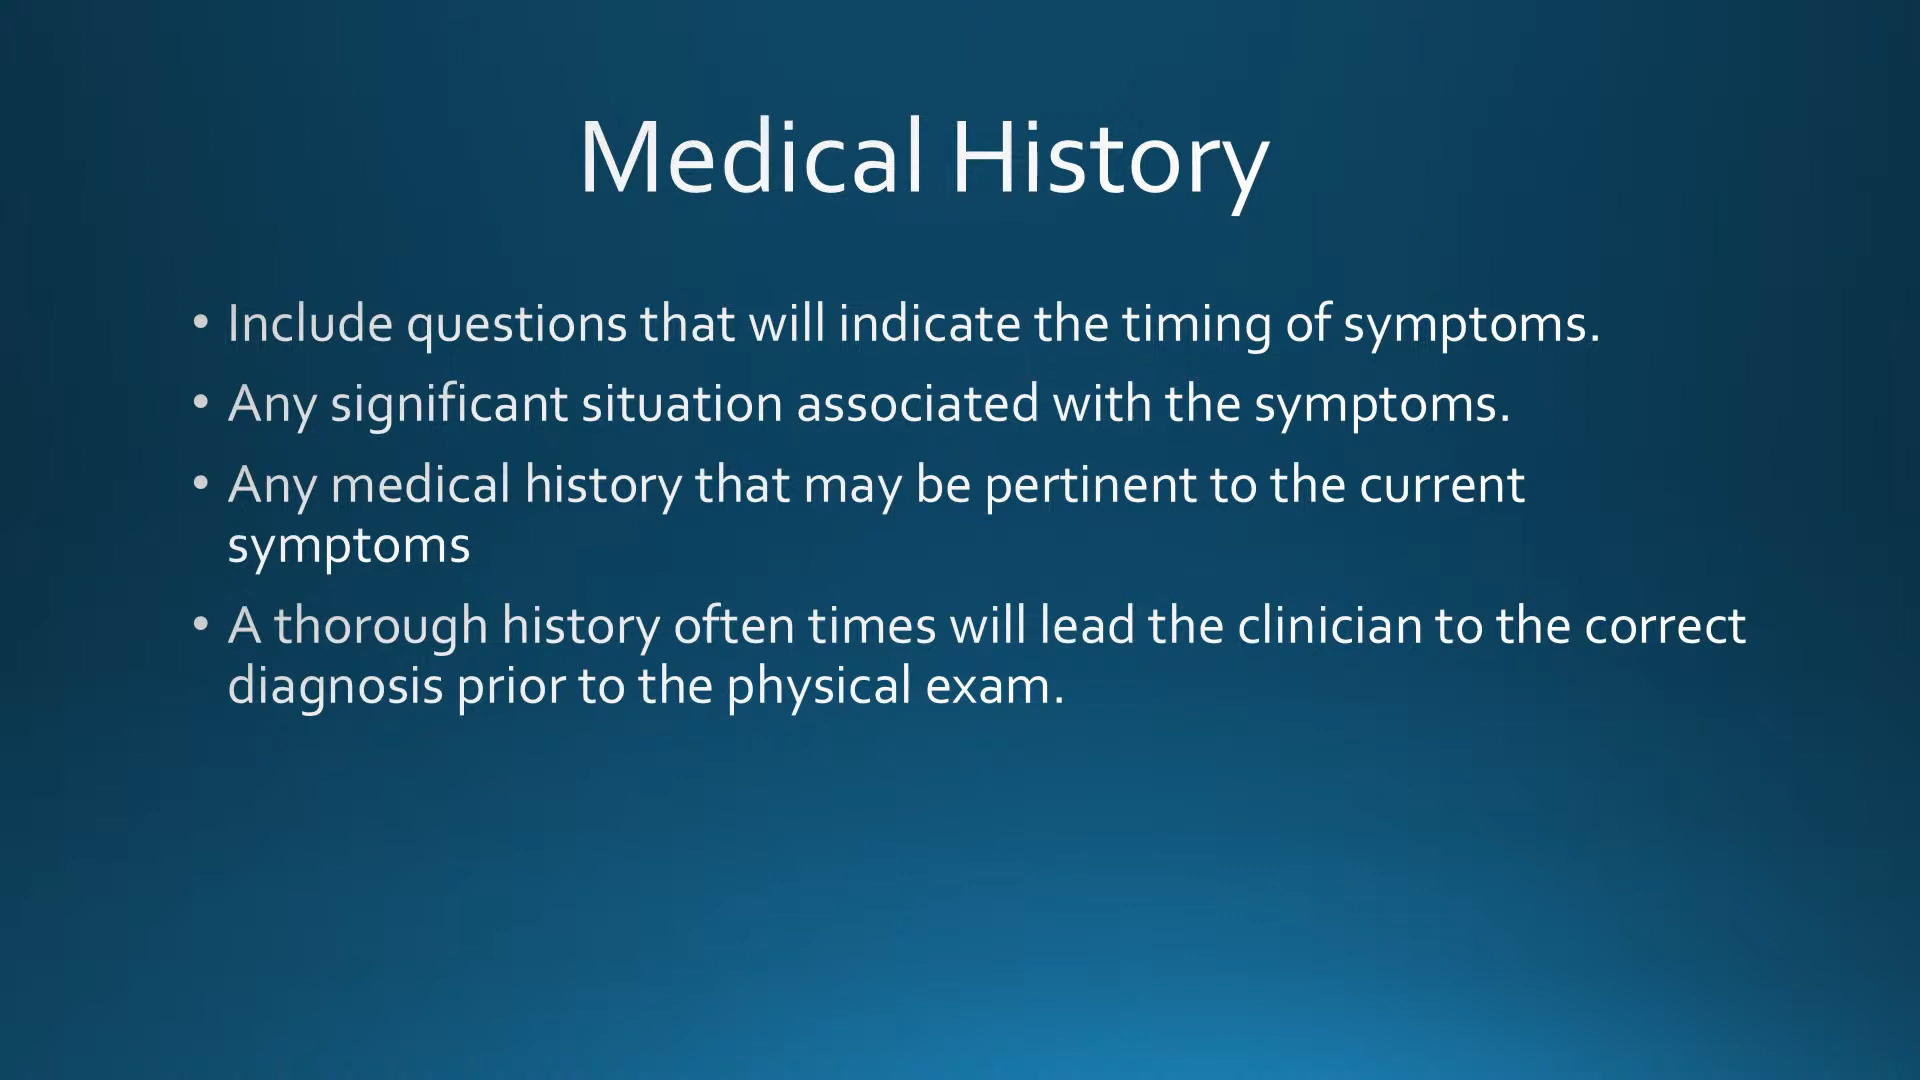 Medical History
• Include questions that will indicate the timing of symptoms.
• Any significant situation associated with the symptoms.
• Any medical history that may be pertinent to the current
symptoms
• A thorough history often times will lead the clinician to the correct
diagnosis prior to the physical exam.